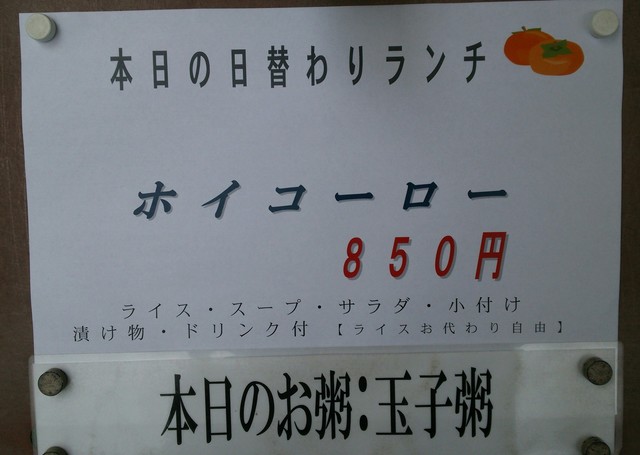 本日の日替わりランチ
ホイコーロー
850円
ライス・スープ・サラダ・小付け
漬け物・ドリンク付【ライスお代わり自由】
本日のお粥:玉子粥